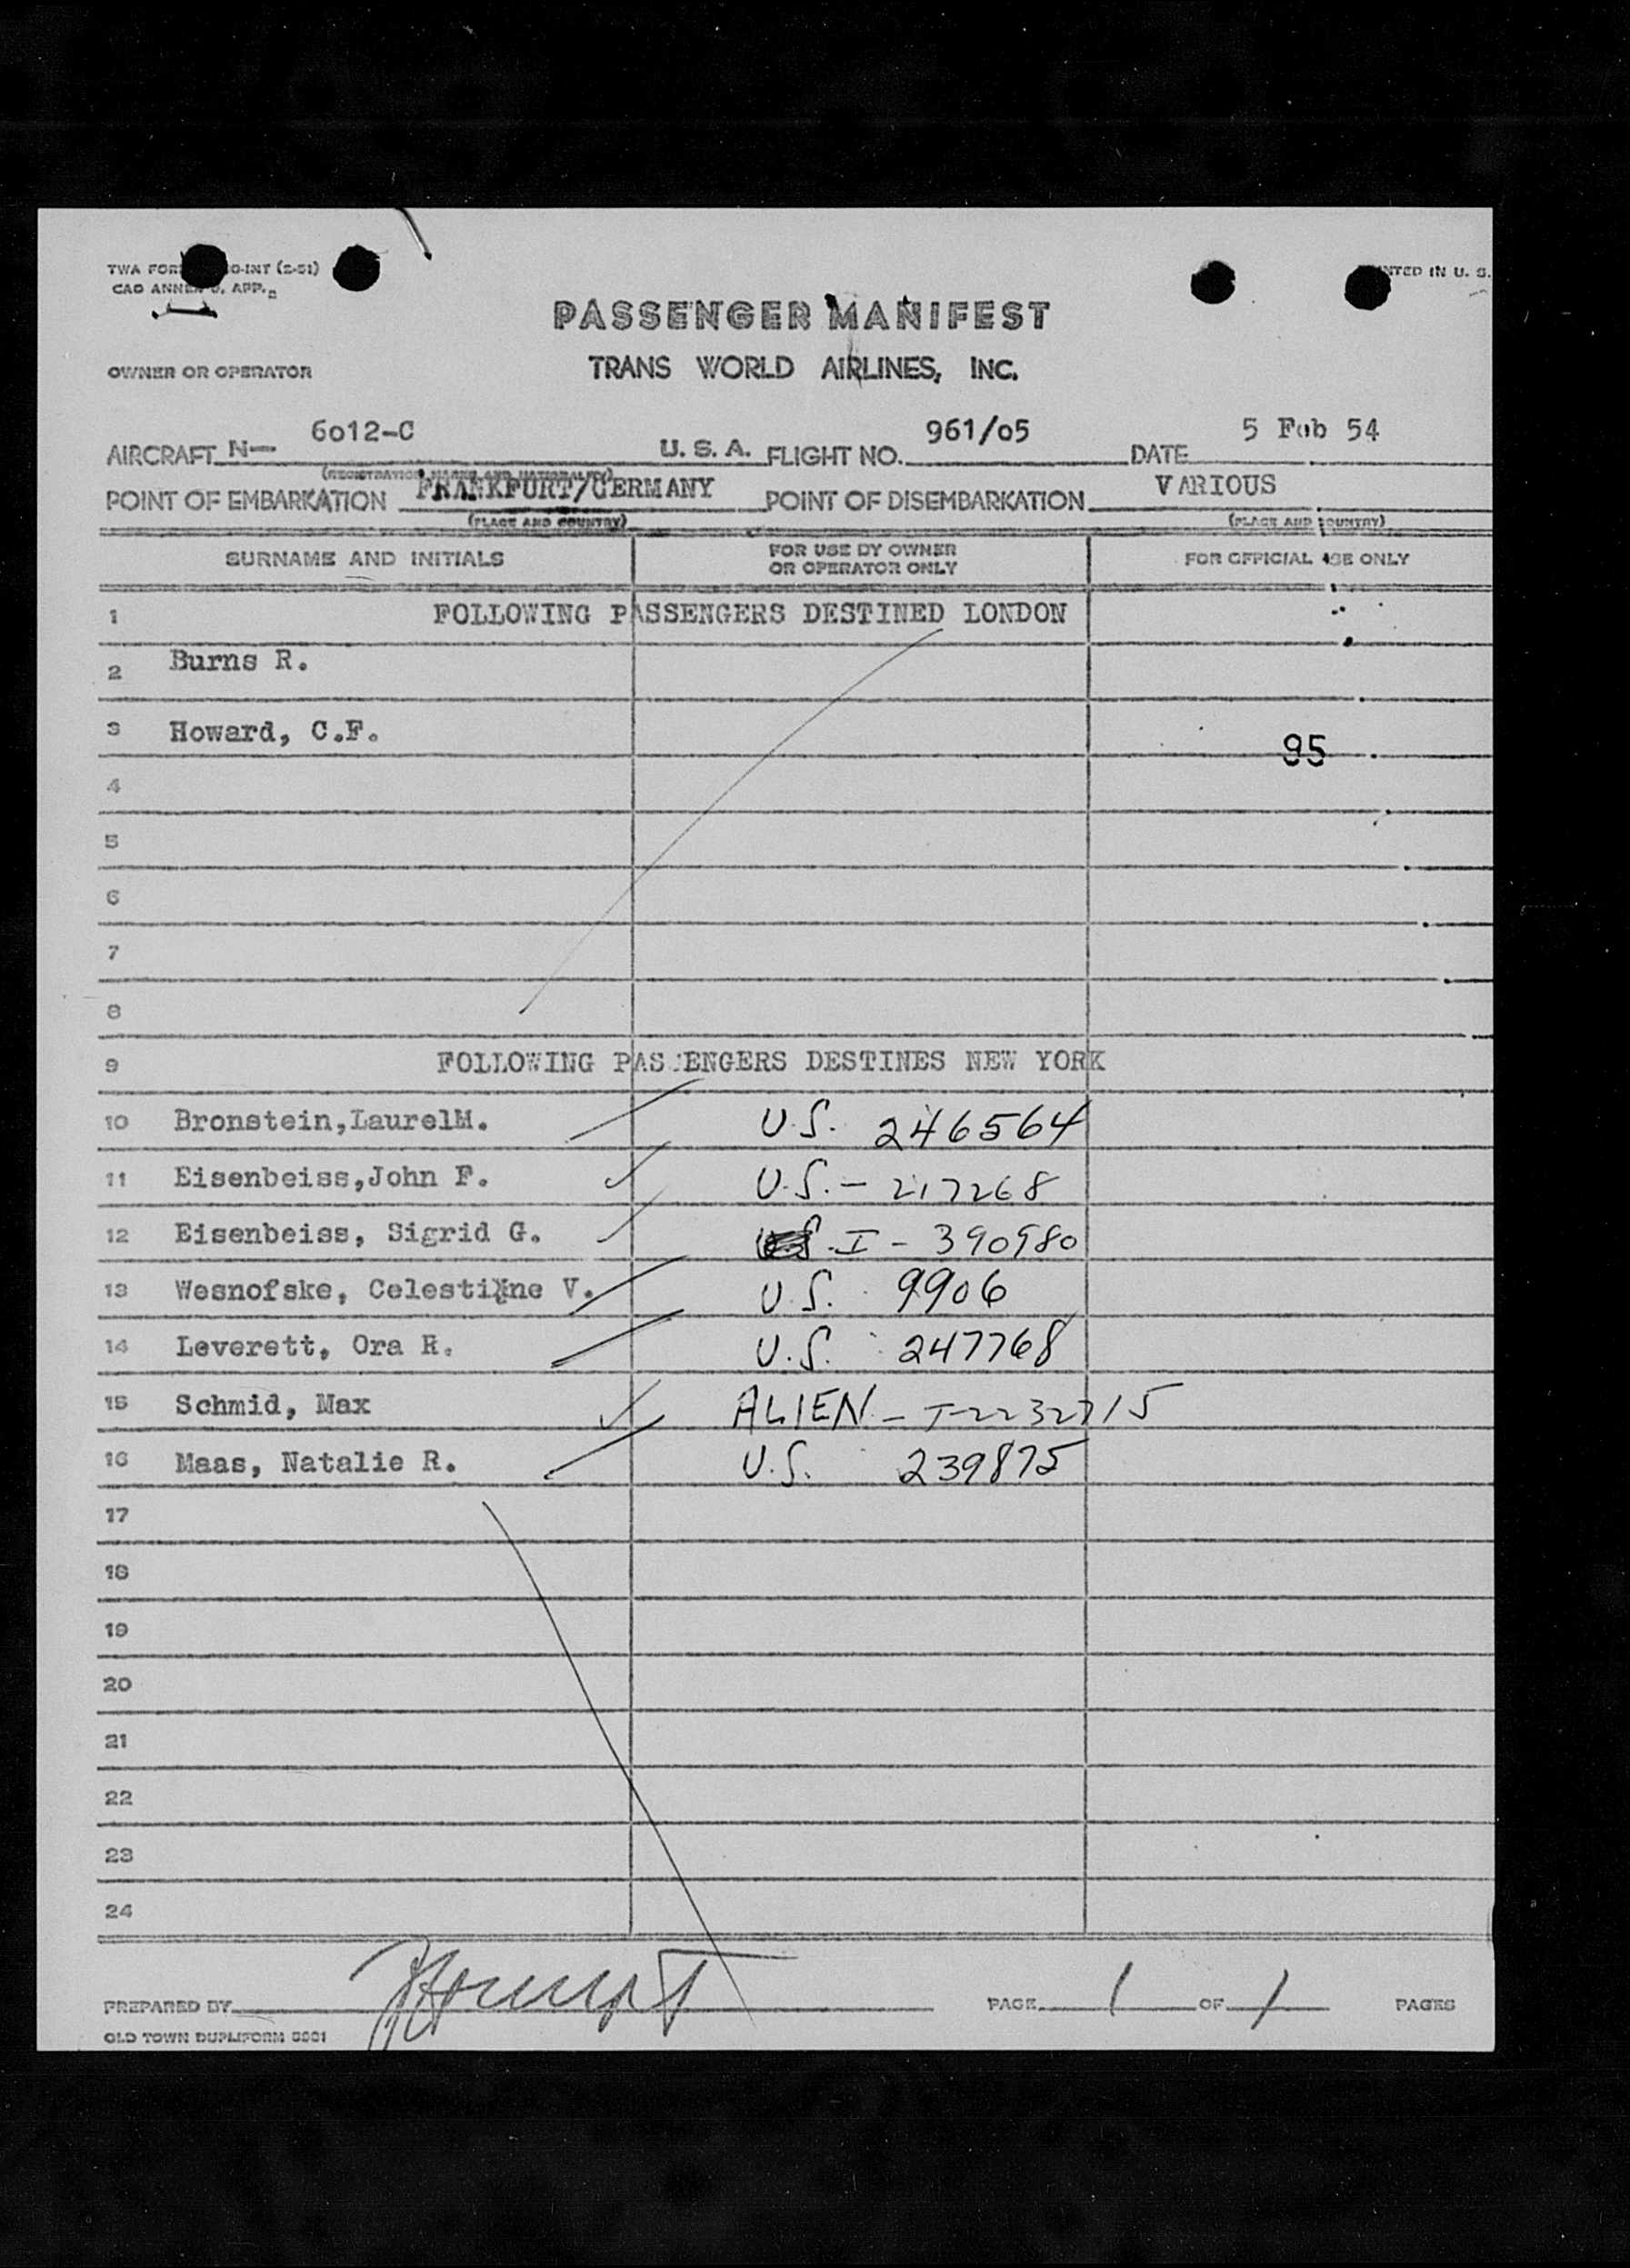 TWA FOR O-INT (2-51)
CAO ANNEX 9, APP.
PRINTED IN U. S.
PASSENGER MANIFEST
OWNER OR OPERATOR TRANS WORLD AIRLINES, INC.
AIRCRAFT N— 6012-C U. S. A. FLIGHT NO. 961/05 DATE 5 Feb 54
(REGISTRATION MARKS AND NATIONALITY)
POINT OF EMBARKATION FRANKFURT/GERMANY POINT OF DISEMBARKATION VARIOUS
(PLACE AND COUNTRY) (PLACE AND COUNTRY)
SURNAME AND INITIALS FOR USE BY OWNER OR OPERATOR ONLY FOR OFFICIAL USE ONLY
1 FOLLOWING PASSENGERS DESTINED LONDON
2 Burns R.
3 Howard, C.F. 95
4
5
6
7
8
9 FOLLOWING PASSENGERS DESTINES NEW YORK
10 Bronstein,LaurelM. U.S. 246564
11 Eisenbeiss,John F. U.S. - 217268
12 Eisenbeiss, Sigrid G. I - 390980
13 Wesnofske, Celestine V. U.S. 9906
14 Leverett, Ora R. U.S. 247768
15 Schmid, Max ALIEN - T-2232715
16 Maas, Natalie R. U.S. 239875
17
18
19
20
21
22
23
24
PREPARED BY PAGE 1 OF 1 PAGES
OLD TOWN DUPLIFORM 5001